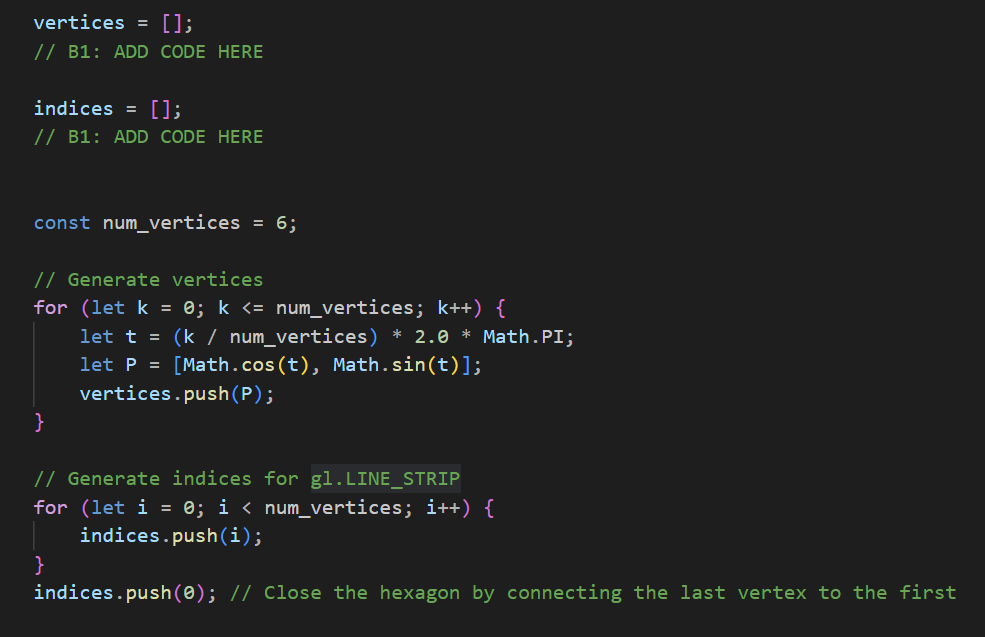 vertices = [];
// B1: ADD CODE HERE
indices = [];
// B1: ADD CODE HERE
const num_vertices = 6;
// Generate vertices
for (let k = 0; k <= num_vertices; k++) {
    let t = (k / num_vertices) * 2.0 * Math.PI;
    let P = [Math.cos(t), Math.sin(t)];
    vertices.push(P);
}
// Generate indices for gl.LINE_STRIP
for (let i = 0; i < num_vertices; i++) {
    indices.push(i);
}
indices.push(0); // Close the hexagon by connecting the last vertex to the first